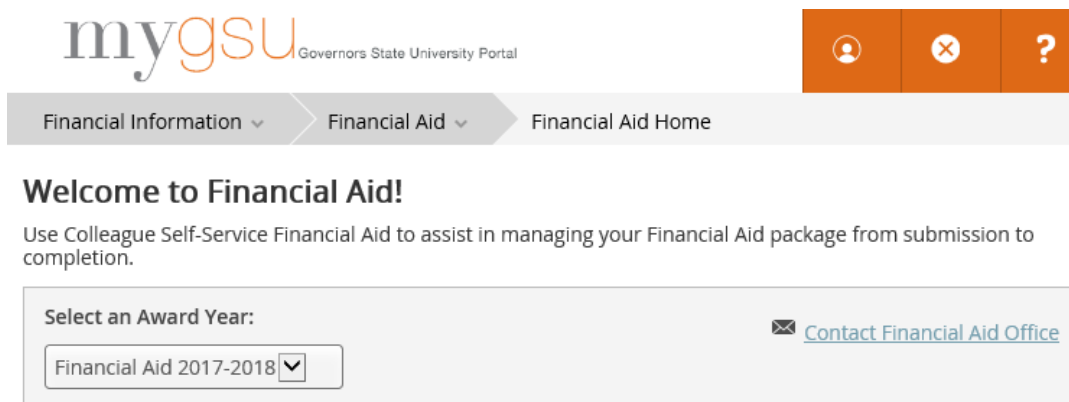 mygsu Governors State University Portal
?
Financial Information Financial Aid Financial Aid Home
Welcome to Financial Aid!
Use Colleague Self-Service Financial Aid to assist in managing your Financial Aid package from submission to
completion.
Select an Award Year:
Contact Financial Aid Office
Financial Aid 2017-2018